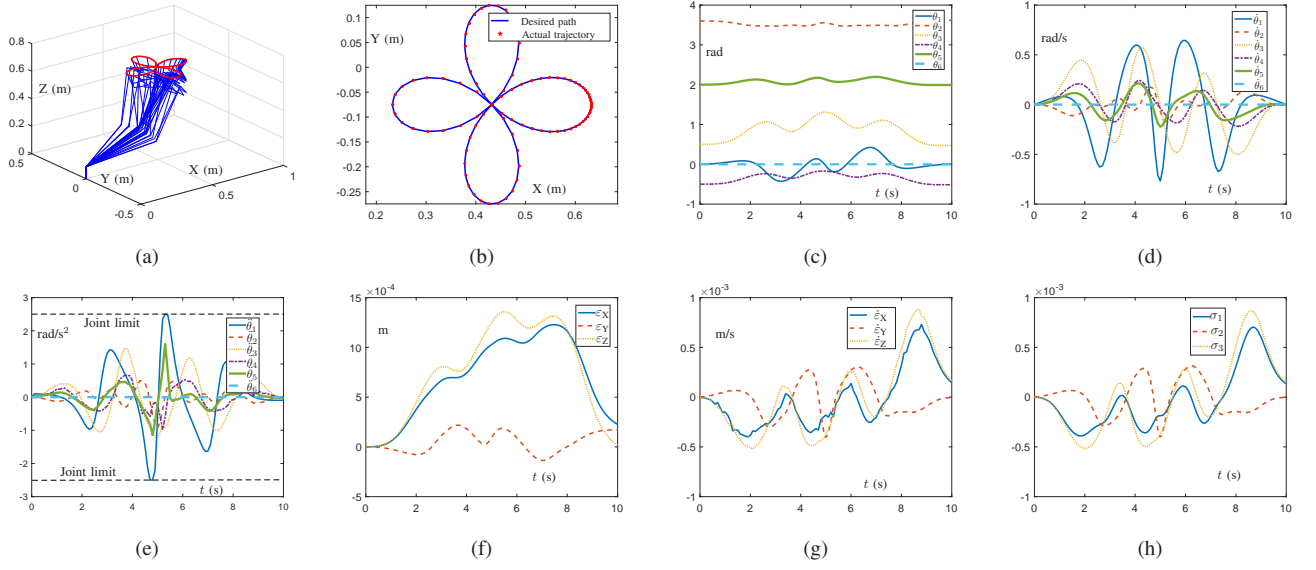 0.8
0.6
Z (m)
0.4
0.2
0
0.5
0
Y (m)
-0.5
0
X (m)
0.5
1
(a)
0.1
0.05
0
-0.05
-0.1
-0.15
-0.2
-0.25
Y (m)
Desired path
Actual trajectory
X (m)
0.2 0.3 0.4 0.5 0.6
(b)
4
3
2
1
0
-1
rad
θ1
θ2
θ3
θ4
θ5
θ6
t (s)
0 2 4 6 8 10
(c)
1
0.5
0
-0.5
-1
rad/s
θ̇1
θ̇2
θ̇3
θ̇4
θ̇5
θ̇6
t (s)
0 2 4 6 8 10
(d)
3
2
1
0
-1
-2
-3
Joint limit
rad/s²
θ̈1
θ̈2
θ̈3
θ̈4
θ̈5
θ̈6
Joint limit
t (s)
0 2 4 6 8 10
(e)
×10⁻⁴
15
10
5
0
-5
m
εX
εY
εZ
t (s)
0 2 4 6 8 10
(f)
×10⁻³
1
0.5
0
-0.5
-1
m/s
ε̇X
ε̇Y
ε̇Z
t (s)
0 2 4 6 8 10
(g)
×10⁻³
1
0.5
0
-0.5
-1
σ1
σ2
σ3
t (s)
0 2 4 6 8 10
(h)